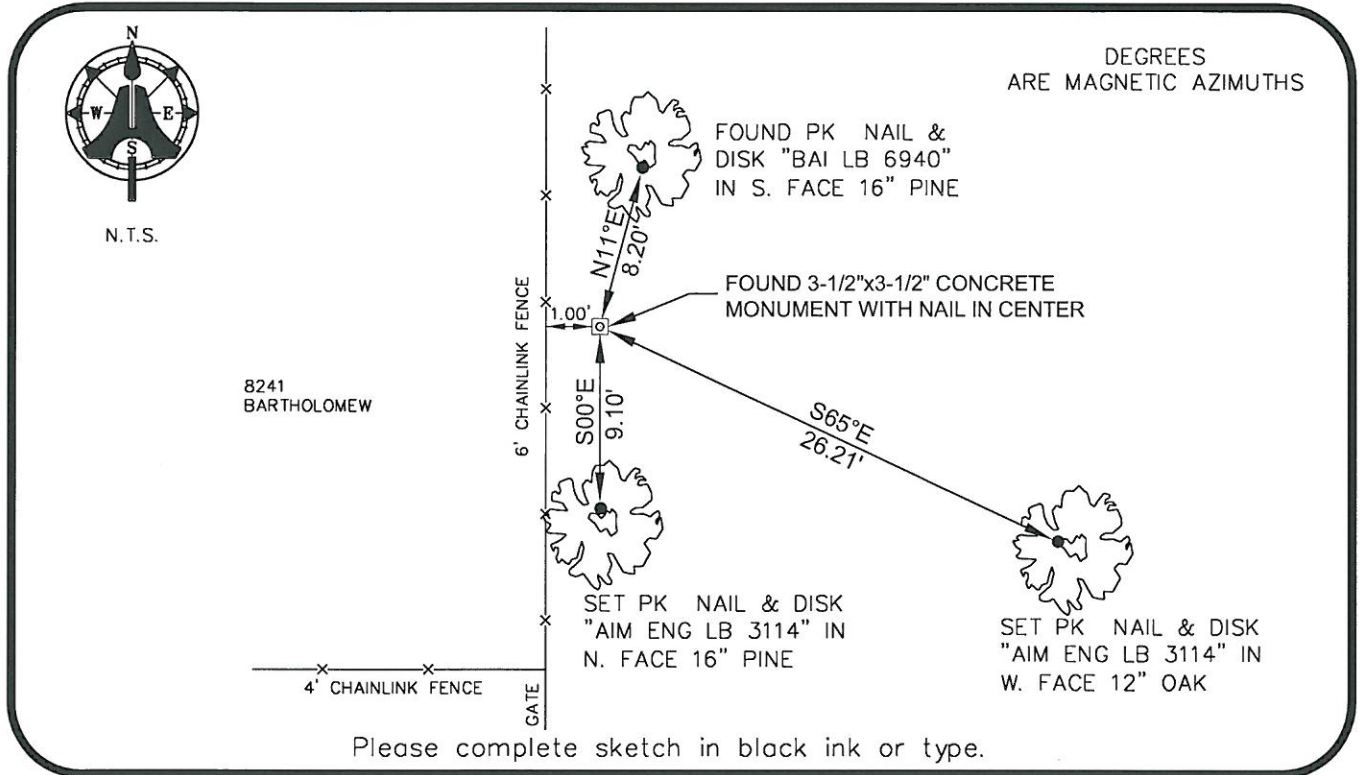 N
W
E
S
N.T.S.
DEGREES
ARE MAGNETIC AZIMUTHS
FOUND PK NAIL &
DISK "BAI LB 6940"
IN S. FACE 16" PINE
N11°E
8.20'
FOUND 3-1/2"x3-1/2" CONCRETE
MONUMENT WITH NAIL IN CENTER
1.00'
6' CHAINLINK FENCE
8241
BARTHOLOMEW
S00°E
9.10'
S65°E
26.21'
SET PK NAIL & DISK
"AIM ENG LB 3114" IN
N. FACE 16" PINE
SET PK NAIL & DISK
"AIM ENG LB 3114" IN
W. FACE 12" OAK
4' CHAINLINK FENCE
GATE
Please complete sketch in black ink or type.